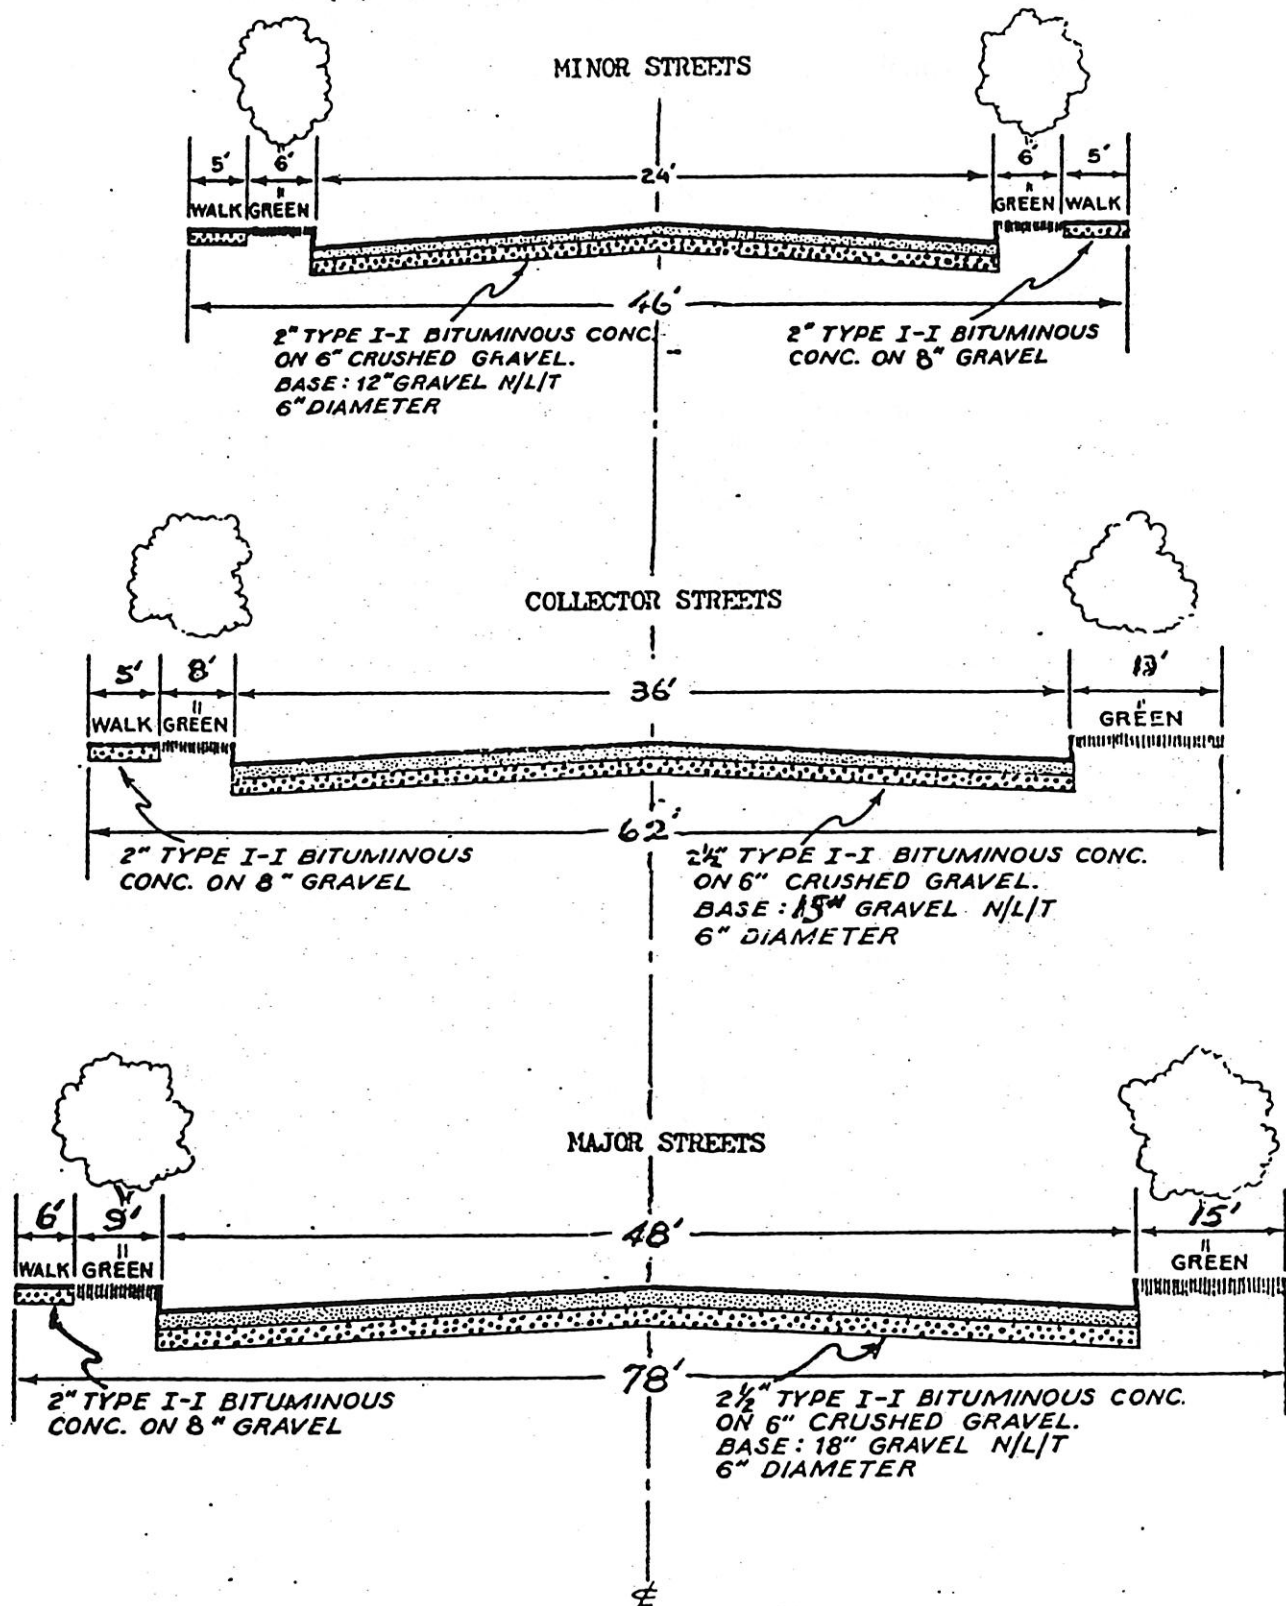 MINOR STREETS
5' 6' 24' 6' 5'
WALK GREEN GREEN WALK
46'
2" TYPE I-I BITUMINOUS CONC.
ON 6" CRUSHED GRAVEL.
BASE: 12" GRAVEL N/L/T
6" DIAMETER
2" TYPE I-I BITUMINOUS
CONC. ON 8" GRAVEL
COLLECTOR STREETS
5' 8' 36' 13'
WALK GREEN GREEN
62'
2" TYPE I-I BITUMINOUS
CONC. ON 8" GRAVEL
2½" TYPE I-I BITUMINOUS CONC.
ON 6" CRUSHED GRAVEL.
BASE: 15" GRAVEL N/L/T
6" DIAMETER
MAJOR STREETS
6' 9' 48' 15'
WALK GREEN GREEN
78'
2" TYPE I-I BITUMINOUS
CONC. ON 8" GRAVEL
2½" TYPE I-I BITUMINOUS CONC.
ON 6" CRUSHED GRAVEL.
BASE: 18" GRAVEL N/L/T
6" DIAMETER
℄